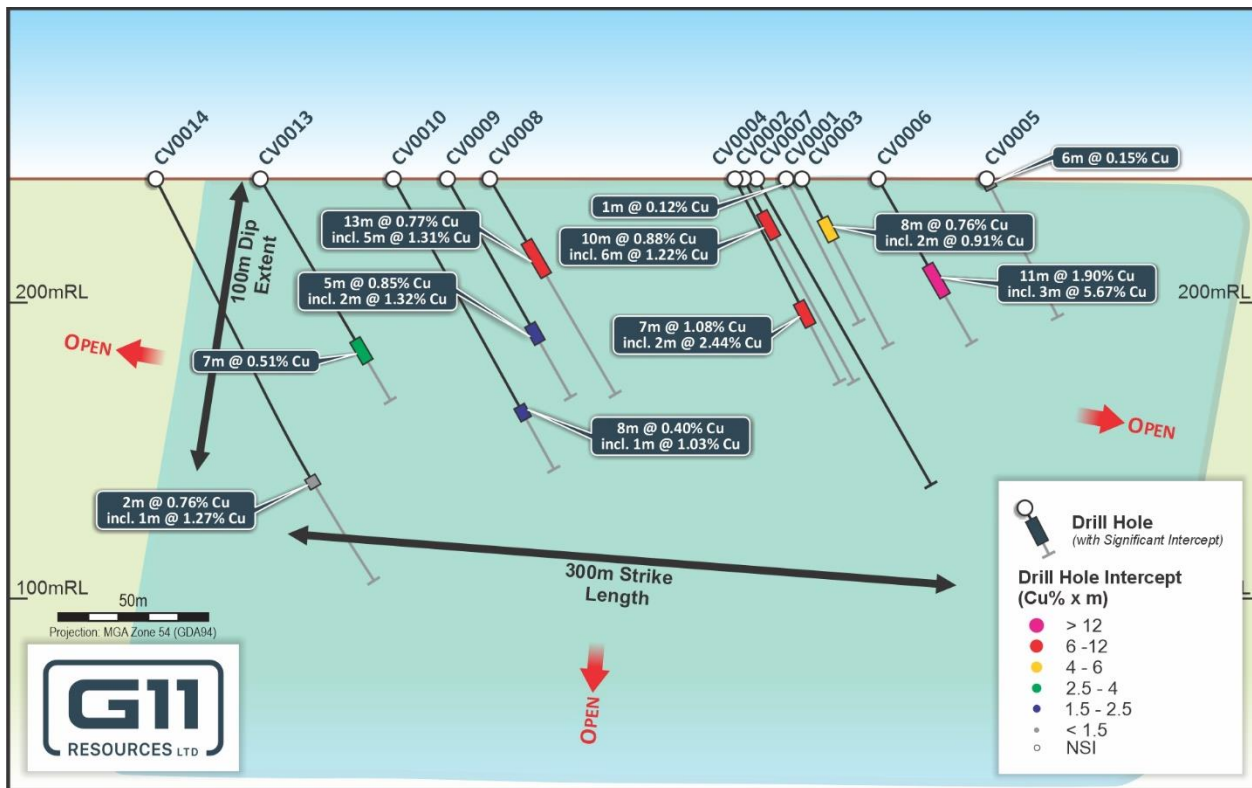 CV0014
CV0013
CV0010
CV0009
CV0008
CV0004
CV0002
CV0007
CV0001
CV0003
CV0006
CV0005
6m @ 0.15% Cu
1m @ 0.12% Cu
13m @ 0.77% Cu
incl. 5m @ 1.31% Cu
10m @ 0.88% Cu
incl. 6m @ 1.22% Cu
8m @ 0.76% Cu
incl. 2m @ 0.91% Cu
100m Dip
Extent
5m @ 0.85% Cu
incl. 2m @ 1.32% Cu
11m @ 1.90% Cu
incl. 3m @ 5.67% Cu
200mRL
200mRL
7m @ 1.08% Cu
incl. 2m @ 2.44% Cu
OPEN
7m @ 0.51% Cu
OPEN
8m @ 0.40% Cu
incl. 1m @ 1.03% Cu
2m @ 0.76% Cu
incl. 1m @ 1.27% Cu
300m Strike
Length
100mRL
50m
Projection: MGA Zone 54 (GDA94)
OPEN
G11
RESOURCES LTD
Drill Hole
(with Significant Intercept)
Drill Hole Intercept
(Cu% x m)
> 12
6 -12
4 - 6
2.5 - 4
1.5 - 2.5
< 1.5
NSI